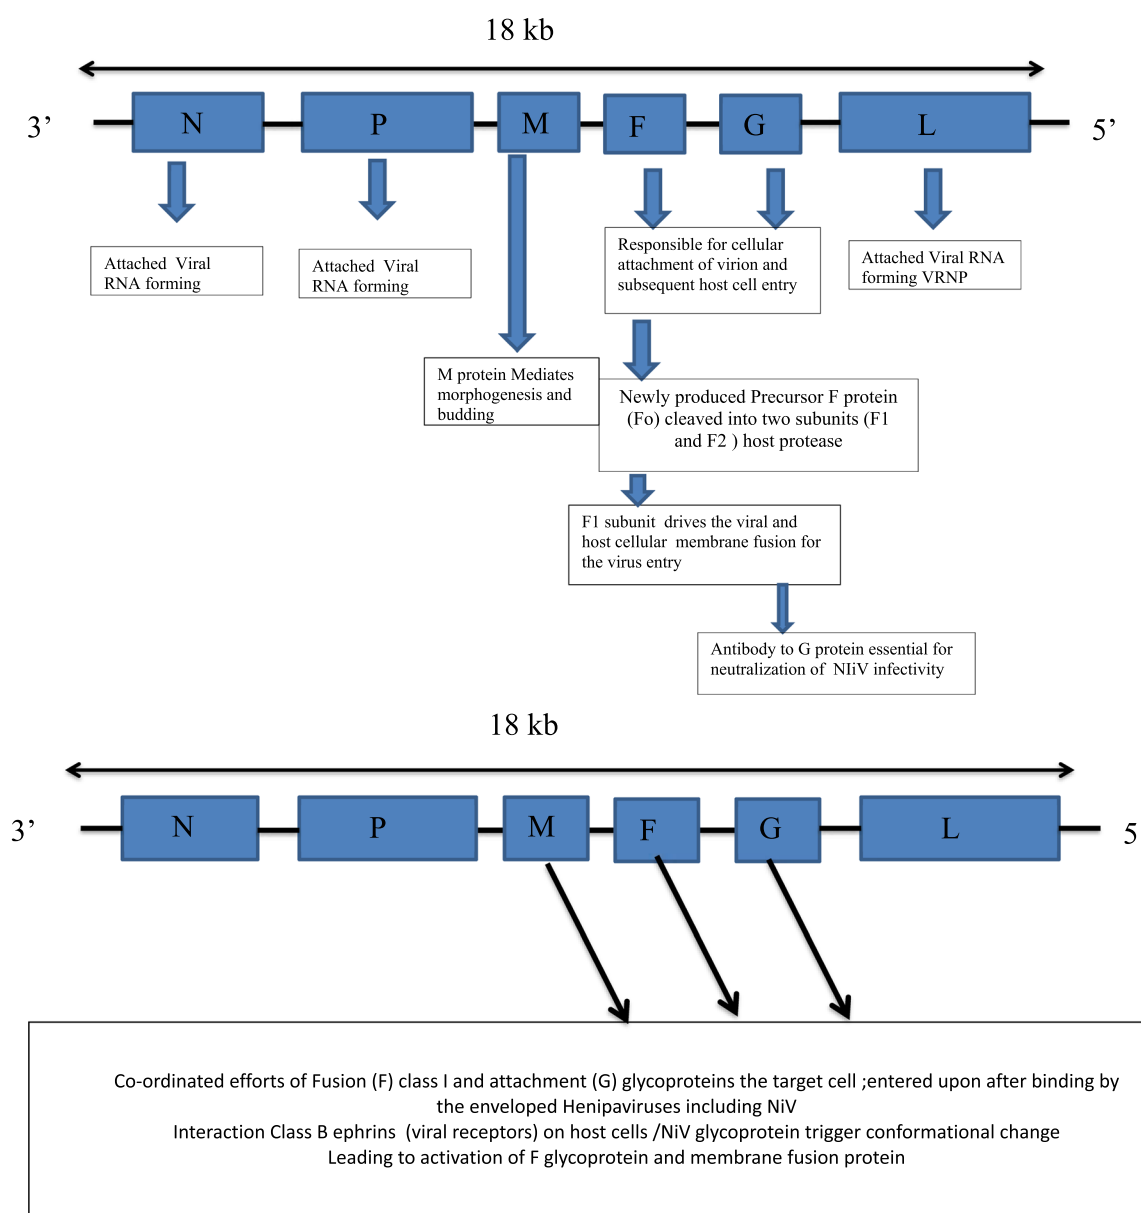 18 kb
3’
N
P
M
F
G
L
5’
Attached Viral
RNA forming
Attached Viral
RNA forming
Responsible for cellular
attachment of virion and
subsequent host cell entry
Attached Viral RNA
forming VRNP
M protein Mediates
morphogenesis and
budding
Newly produced Precursor F protein
(Fo) cleaved into two subunits (F1
and F2 ) host protease
F1 subunit drives the viral and
host cellular membrane fusion for
the virus entry
Antibody to G protein essential for
neutralization of NIiV infectivity
18 kb
3’
N
P
M
F
G
L
5
Co-ordinated efforts of Fusion (F) class I and attachment (G) glycoproteins the target cell ;entered upon after binding by
the enveloped Henipaviruses including NiV
Interaction Class B ephrins (viral receptors) on host cells /NiV glycoprotein trigger conformational change
Leading to activation of F glycoprotein and membrane fusion protein